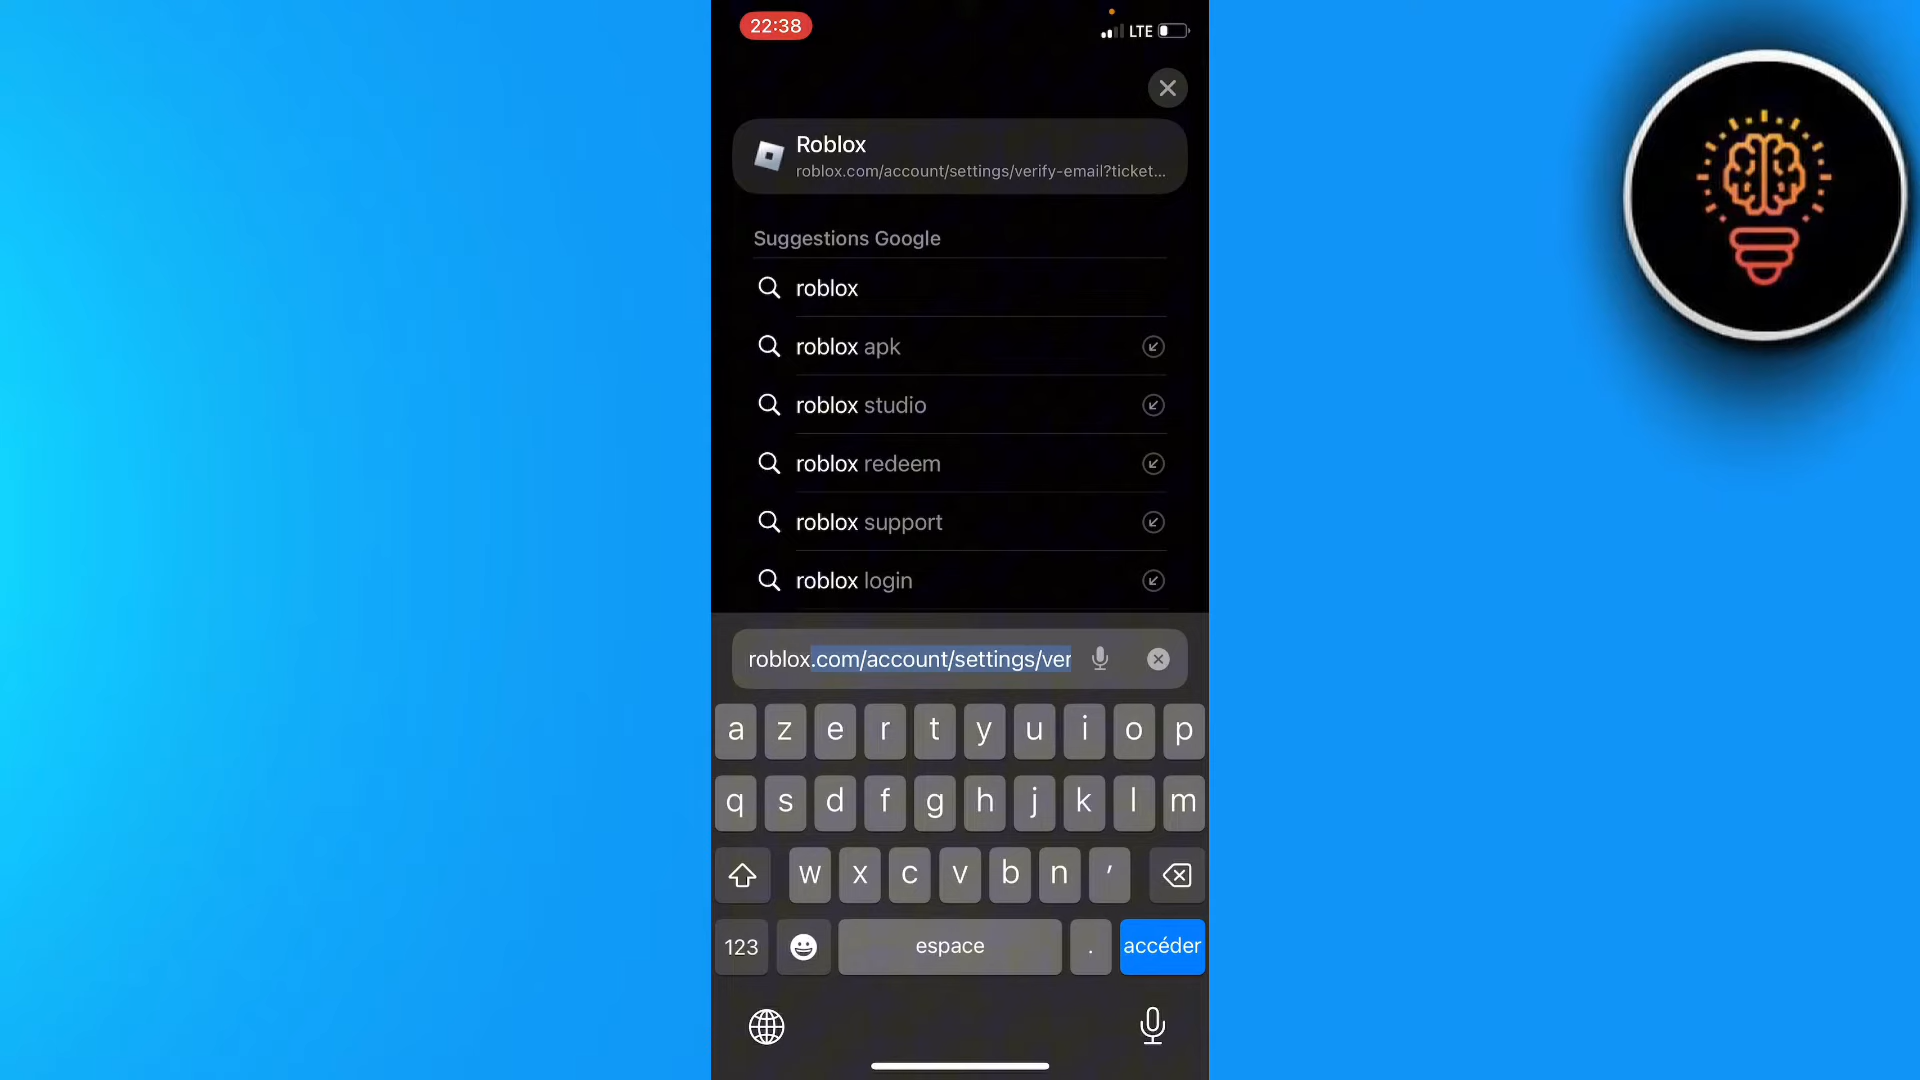 22:38
LTE
Roblox
roblox.com/account/settings/verify-email?ticket...
Suggestions Google
roblox
roblox apk
roblox studio
roblox redeem
roblox support
roblox login
roblox.com/account/settings/ver
a z e r t y u i o p
q s d f g h j k l m
w x c v b n ′
123 espace . accéder